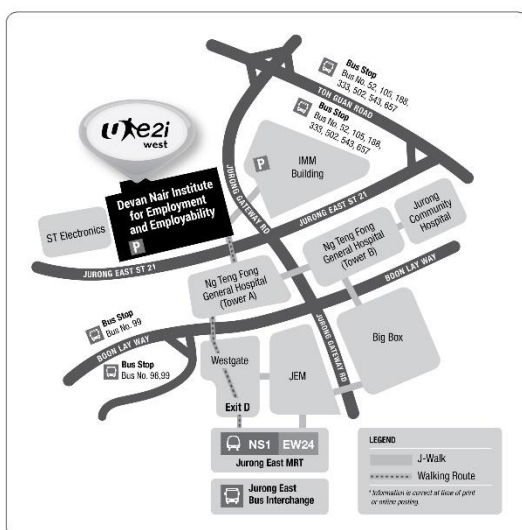 Bus Stop
Bus No. 52, 105, 188,
333, 502, 543, 657
TOH GUAN ROAD
Bus Stop
Bus No. 52, 105, 188,
333, 502, 543, 657
e2i
west
P
IMM
Building
JURONG GATEWAY RD
Devan Nair Institute
for Employment
and Employability
P
ST Electronics
JURONG EAST ST 21
JURONG EAST ST 21
Jurong
Community
Hospital
Ng Teng Fong
General Hospital
(Tower B)
Ng Teng Fong
General Hospital
(Tower A)
BOON LAY WAY
Bus Stop
Bus No. 99
BOON LAY WAY
Bus Stop
Bus No. 98,99
JURONG GATEWAY RD
Big Box
Westgate
JEM
Exit D
NS1 EW24
Jurong East MRT
Jurong East
Bus Interchange
LEGEND
J-Walk
Walking Route
* Information is correct at time of print
or online posting.